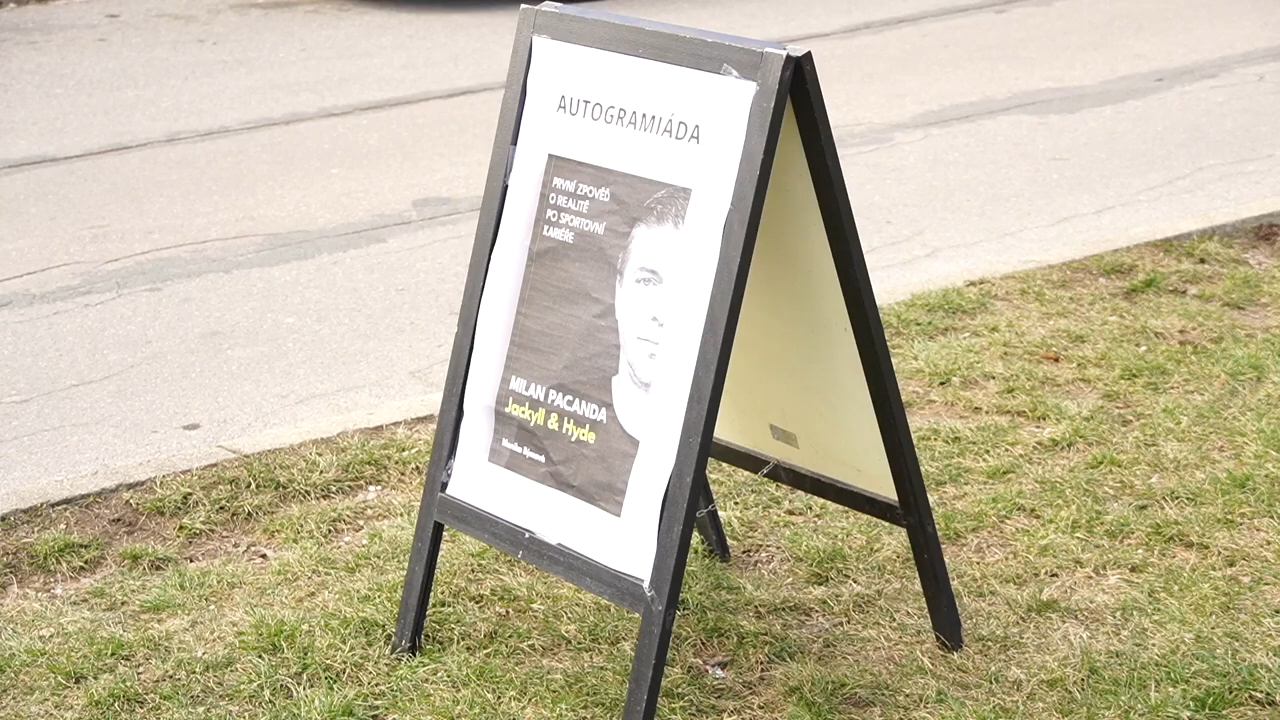 AUTOGRAMIÁDA
PRVNÍ ZPOVĚĎ
O REALITĚ
PO SPORTOVNÍ
KARIÉŘE
MILAN PACANDA
Jackyll & Hyde